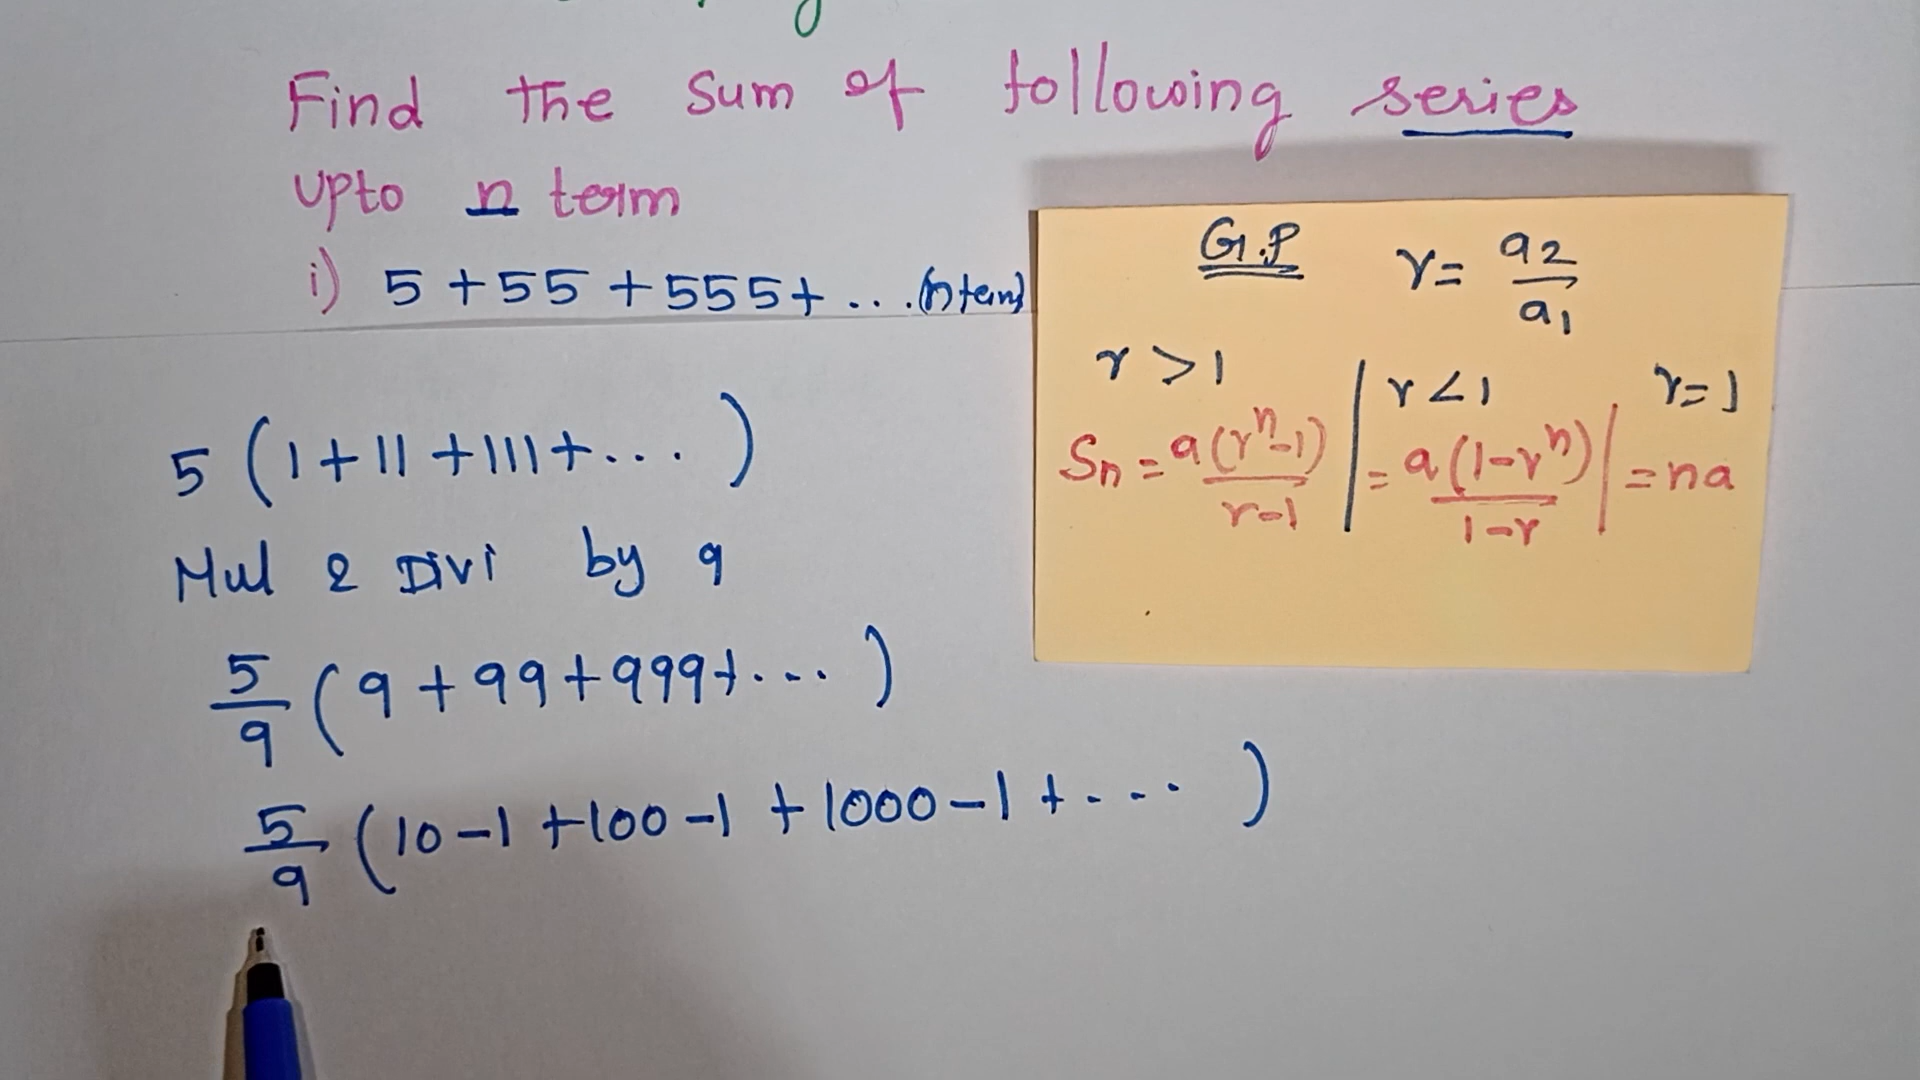 Find the sum of following series
upto n term
i) 5 + 55 + 555 + ... (n term)
5 (1 + 11 + 111 + ... )
Mul & Divi by 9
5/9 (9 + 99 + 999 + ... )
5/9 (10 - 1 + 100 - 1 + 1000 - 1 + ... )
G.P r = a2/a1
r > 1 | r < 1 r = 1
Sn = a(r^n - 1)/r - 1 | = a(1 - r^n)/1 - r | = na